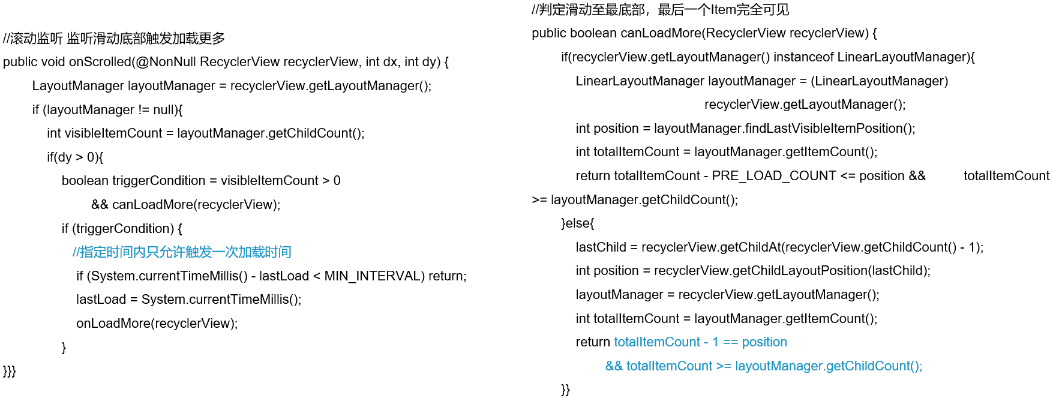 //滚动监听 监听滑动底部触发加载更多
public void onScrolled(@NonNull RecyclerView recyclerView, int dx, int dy) {
LayoutManager layoutManager = recyclerView.getLayoutManager();
if (layoutManager != null){
int visibleItemCount = layoutManager.getChildCount();
if(dy > 0){
boolean triggerCondition = visibleItemCount > 0
&& canLoadMore(recyclerView);
if (triggerCondition) {
//指定时间内只允许触发一次加载时间
if (System.currentTimeMillis() - lastLoad < MIN_INTERVAL) return;
lastLoad = System.currentTimeMillis();
onLoadMore(recyclerView);
}
}}}
//判定滑动至最底部，最后一个Item完全可见
public boolean canLoadMore(RecyclerView recyclerView) {
if(recyclerView.getLayoutManager() instanceof LinearLayoutManager){
LinearLayoutManager layoutManager = (LinearLayoutManager)
recyclerView.getLayoutManager();
int position = layoutManager.findLastVisibleItemPosition();
int totalItemCount = layoutManager.getItemCount();
return totalItemCount - PRE_LOAD_COUNT <= position && totalItemCount
>= layoutManager.getChildCount();
}else{
lastChild = recyclerView.getChildAt(recyclerView.getChildCount() - 1);
int position = recyclerView.getChildLayoutPosition(lastChild);
layoutManager = recyclerView.getLayoutManager();
int totalItemCount = layoutManager.getItemCount();
return totalItemCount - 1 == position
&& totalItemCount >= layoutManager.getChildCount();
}}